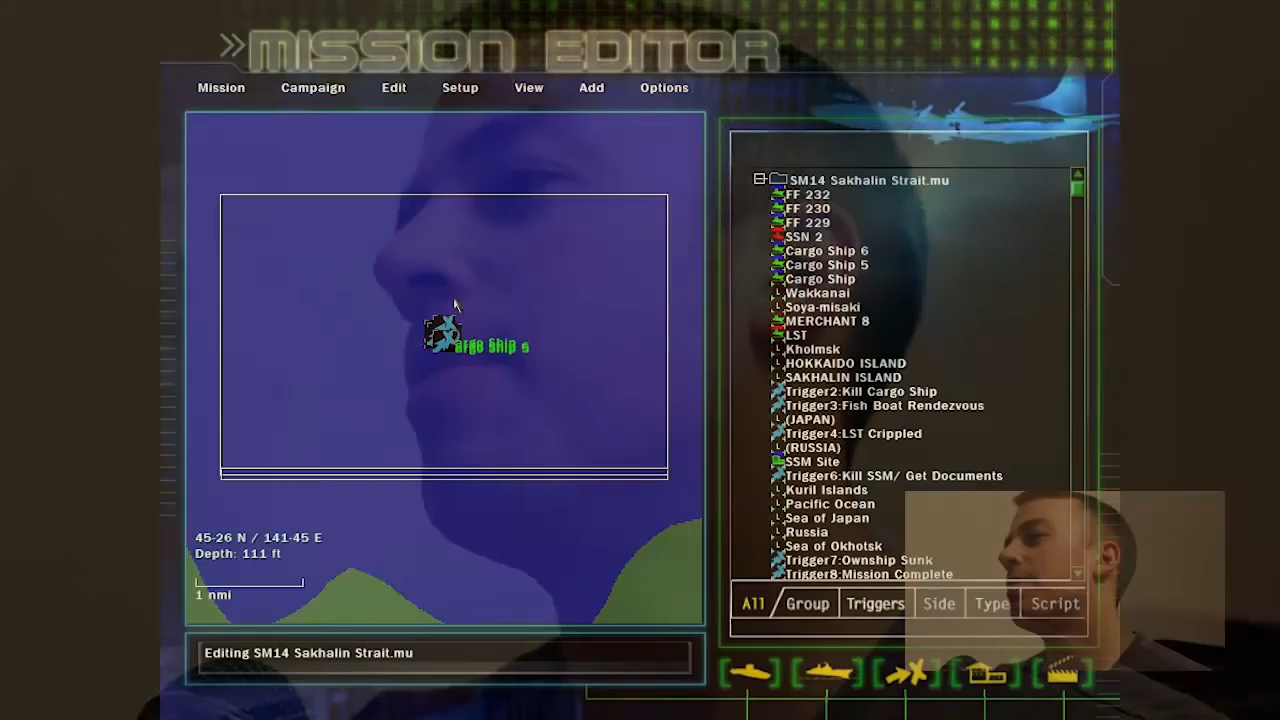 MISSION EDITOR
Mission Campaign Edit Setup View Add Options
SM14 Sakhalin Strait.mu
FF 232
FF 230
FF 229
SSN 2
Cargo Ship 6
Cargo Ship 5
Cargo Ship
Wakkanai
Soya-misaki
MERCHANT 8
LST
Kholmsk
HOKKAIDO ISLAND
SAKHALIN ISLAND
Trigger2:Kill Cargo Ship
Trigger3:Fish Boat Rendezvous
(JAPAN)
Trigger4:LST Crippled
(RUSSIA)
SSM Site
Trigger6:Kill SSM/ Get Documents
Kuril Islands
Pacific Ocean
Sea of Japan
Russia
Sea of Okhotsk
Trigger7:Ownship Sunk
Trigger8:Mission Complete
45-26 N / 141-45 E
Depth: 111 ft
1 nmi
All Group Triggers Side Type Script
Editing SM14 Sakhalin Strait.mu